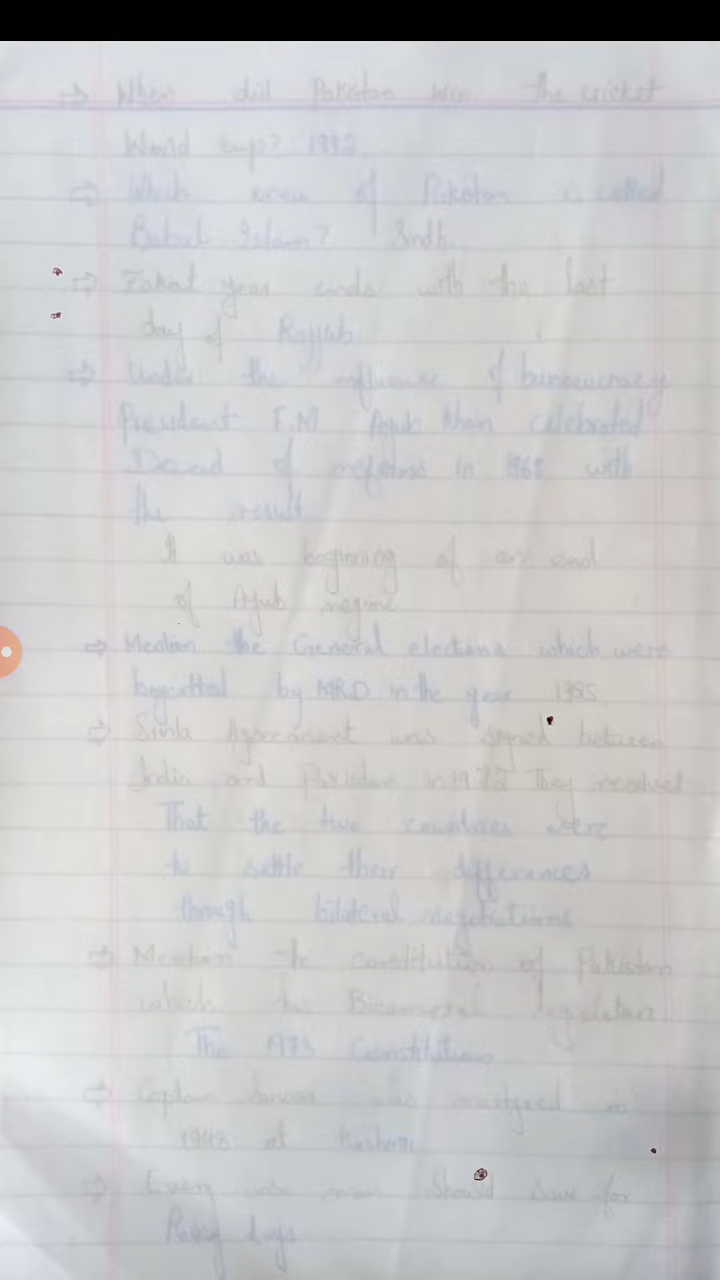 ⇒ When did Pakistan win the cricket
World cup? 1992
⇒ Which area of Pakistan is called
Babul Islam? Sindh
⇒ Zakat year ends with the last
day of Rajjab
⇒ Under the influence of bureaucracy
President F.M Ayub Khan celebrated
Decad of reforms in 1968 with
the result
It was beginning of an end
of Ayub regime
⇒ Mention the General elections which were
boycotted by MRD in the year 1985
⇒ Simla Agreement was signed between
India and Pakistan in 1972 They resolved
That the two countries were
to settle their differences
through bilateral negotiations
⇒ Mention the constitution of Pakistan
which has Bicameral legislature
The 1973 Constitution
⇒ Captain Sarwar was martyred in
1948 at Kashmir
⇒ Every wise man should save for
Rainy days